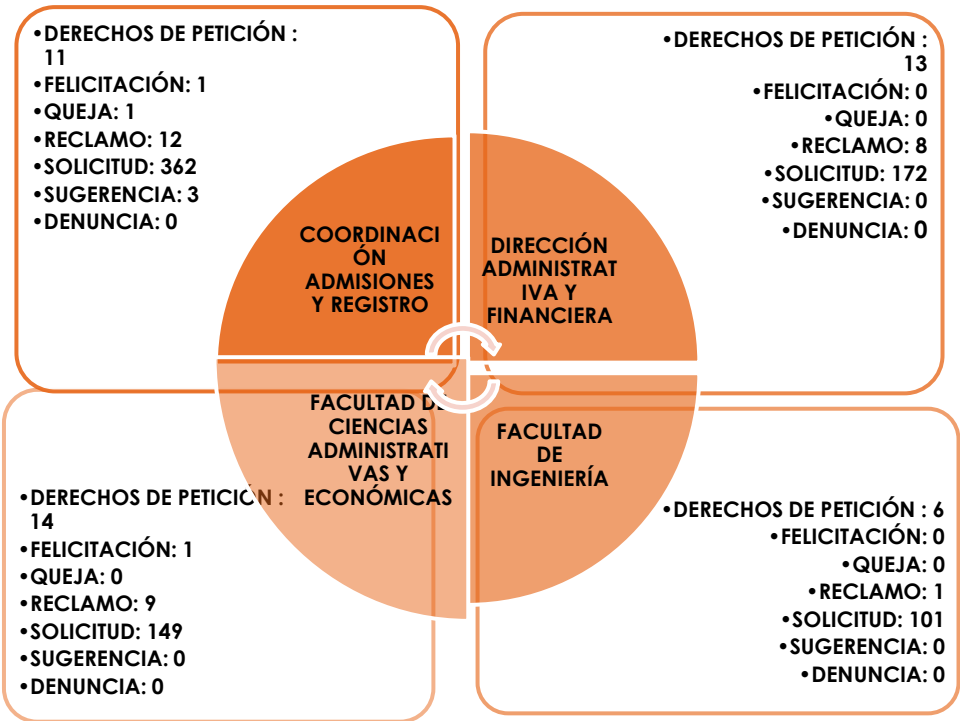 •DERECHOS DE PETICIÓN :
11
•FELICITACIÓN: 1
•QUEJA: 1
•RECLAMO: 12
•SOLICITUD: 362
•SUGERENCIA: 3
•DENUNCIA: 0
•DERECHOS DE PETICIÓN :
13
•FELICITACIÓN: 0
•QUEJA: 0
•RECLAMO: 8
•SOLICITUD: 172
•SUGERENCIA: 0
•DENUNCIA: 0
COORDINACI
ÓN
ADMISIONES
Y REGISTRO
DIRECCIÓN
ADMINISTRAT
IVA Y
FINANCIERA
FACULTAD DE
CIENCIAS
ADMINISTRATI
VAS Y
ECONÓMICAS
FACULTAD
DE
INGENIERÍA
•DERECHOS DE PETICIÓN :
14
•FELICITACIÓN: 1
•QUEJA: 0
•RECLAMO: 9
•SOLICITUD: 149
•SUGERENCIA: 0
•DENUNCIA: 0
•DERECHOS DE PETICIÓN : 6
•FELICITACIÓN: 0
•QUEJA: 0
•RECLAMO: 1
•SOLICITUD: 101
•SUGERENCIA: 0
•DENUNCIA: 0